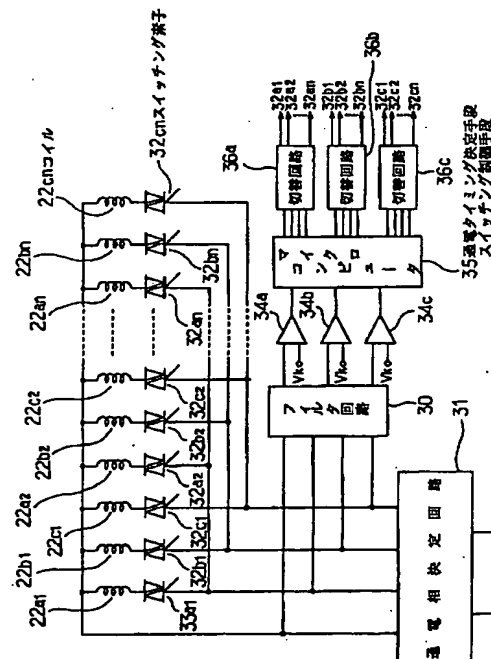 22a1
22b1
22c1
22a2
22b2
22c2
22an
22bn
22cnコイル
33a1
32b1
32c1
32a2
32b2
32c2
32an
32bn
32cnスイッチング素子
通電相決定回路
31
フィルタ回路
30
Vko
Vko
Vko
34a
34b
34c
マイクロコンピュータ
35通電タイミング決定手段
スイッチング制御手段
切替回路
36a
切替回路
36b
切替回路
36c
32a1
32a2
32an
32b1
32b2
32bn
32c1
32c2
32cn